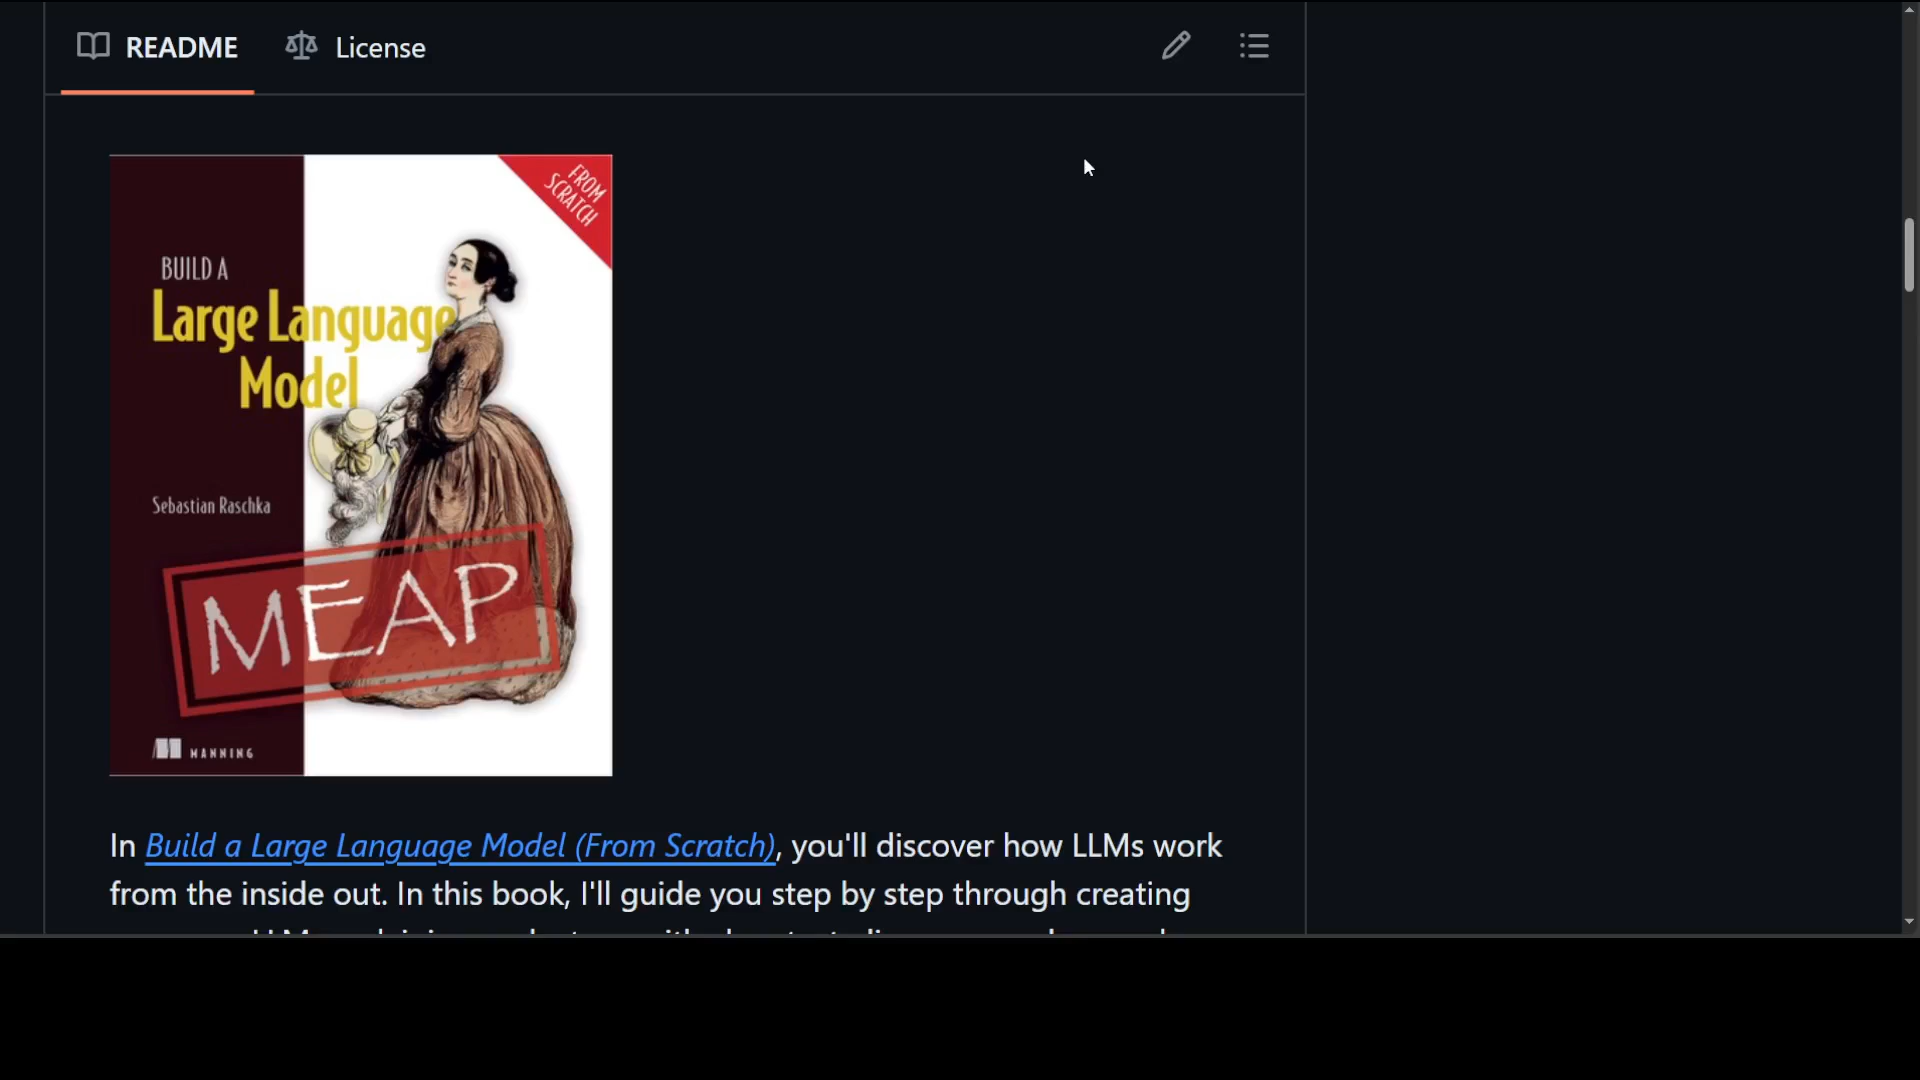 README
License
FROM
SCRATCH
BUILD A
Large Language
Model
Sebastian Raschka
MEAP
MANNING
In Build a Large Language Model (From Scratch), you'll discover how LLMs work
from the inside out. In this book, I'll guide you step by step through creating